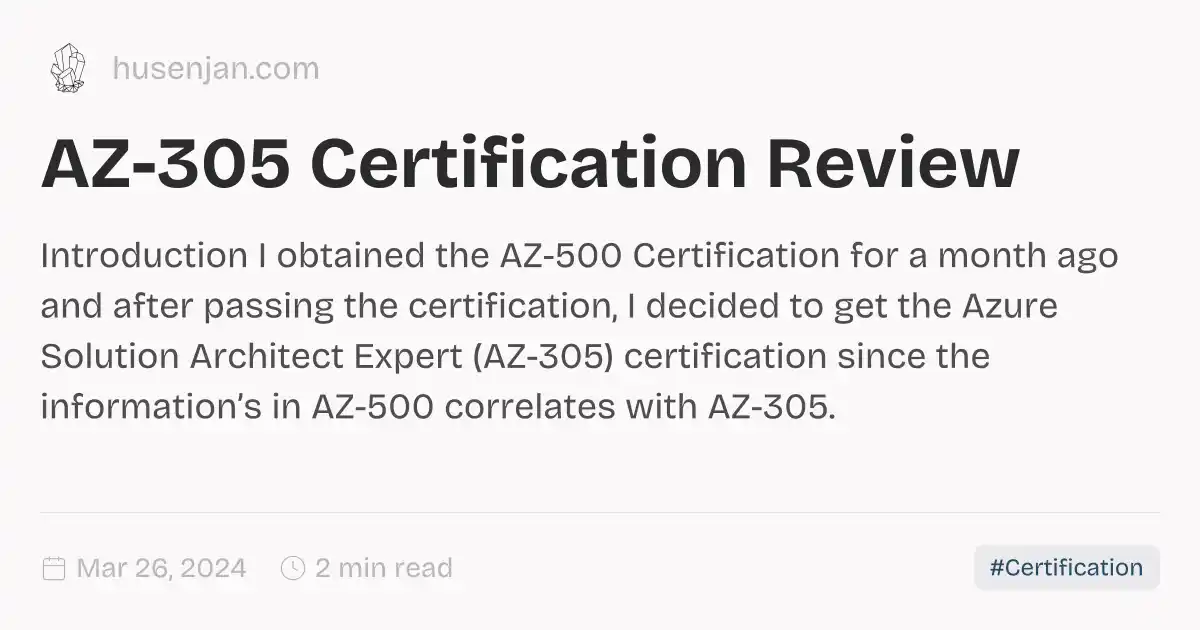 husenjan.com
AZ-305 Certification Review
Introduction I obtained the AZ-500 Certification for a month ago
and after passing the certification, I decided to get the Azure
Solution Architect Expert (AZ-305) certification since the
information’s in AZ-500 correlates with AZ-305.
Mar 26, 2024 2 min read #Certification